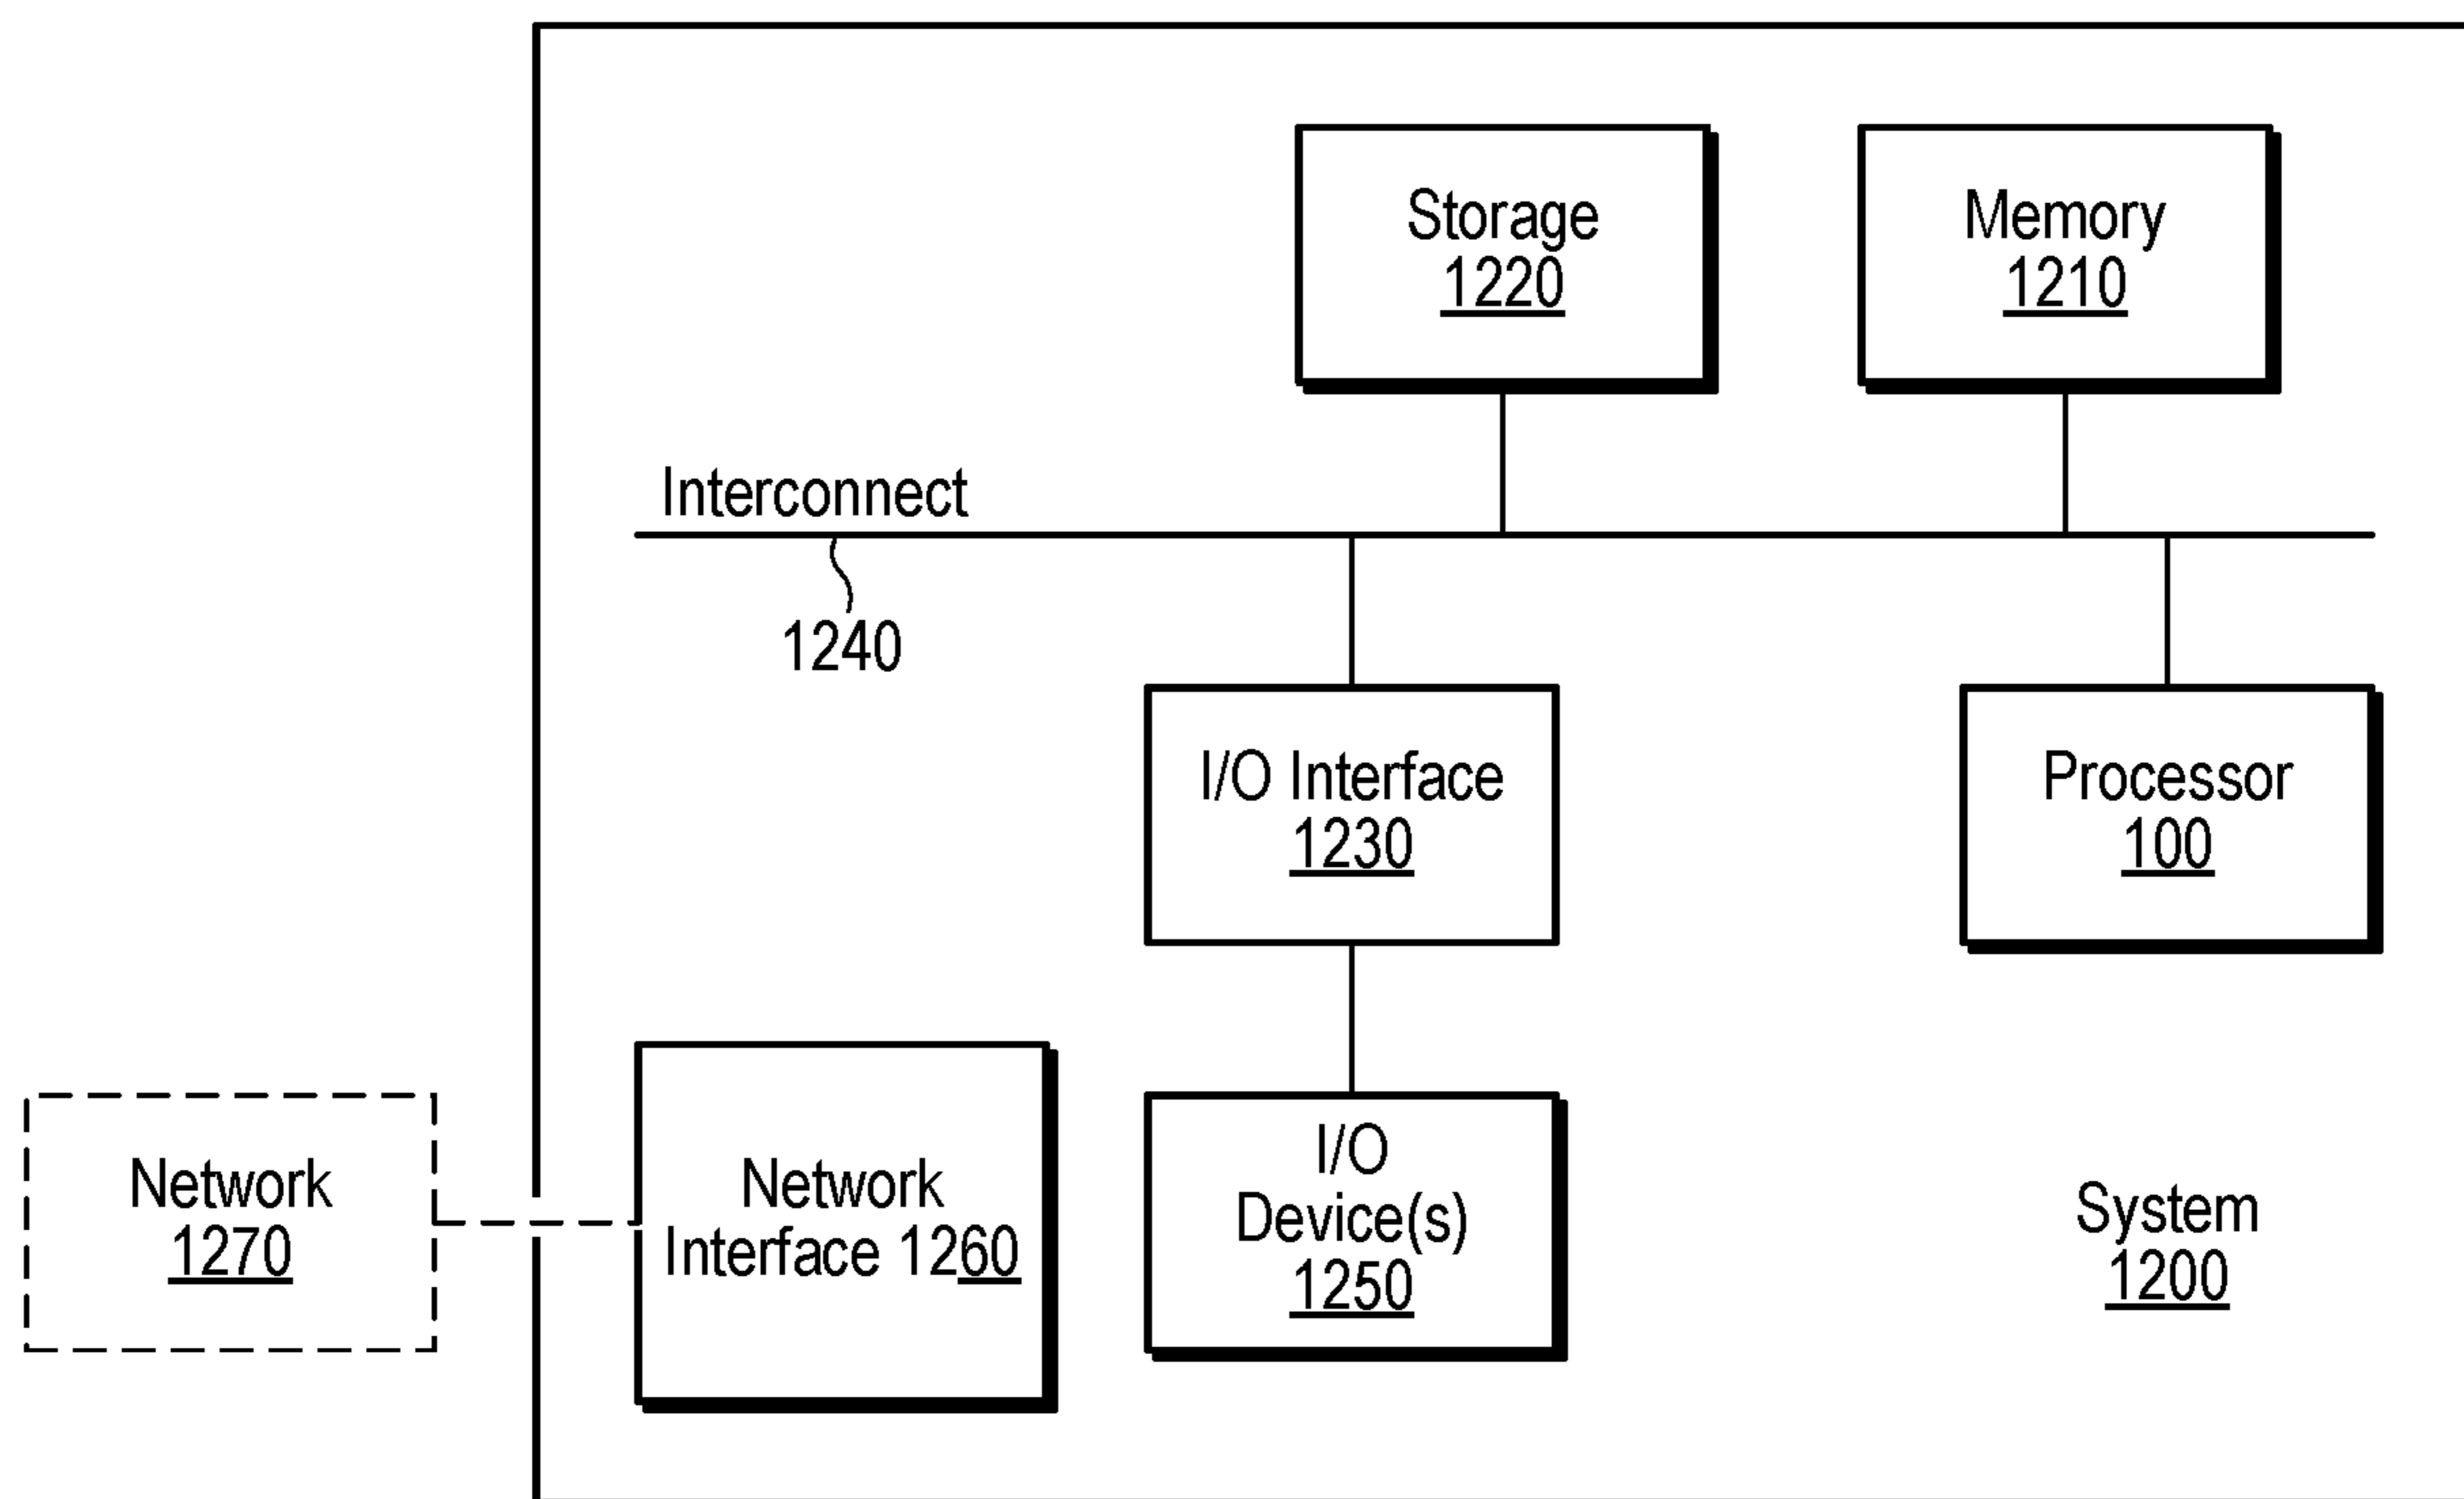 Storage
1220
Memory
1210
Interconnect
1240
I/O Interface
1230
Processor
100
Network
1270
Network
Interface 1260
I/O
Device(s)
1250
System
1200